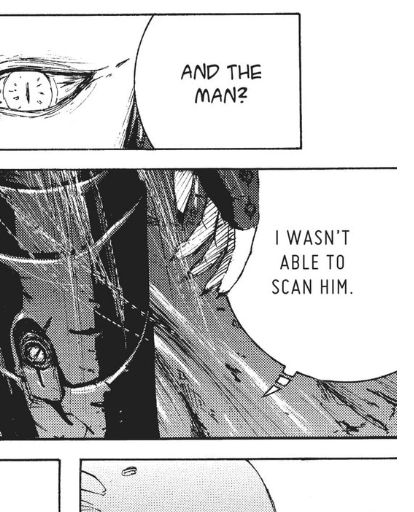 AND THE
MAN?
I WASN'T
ABLE TO
SCAN HIM.